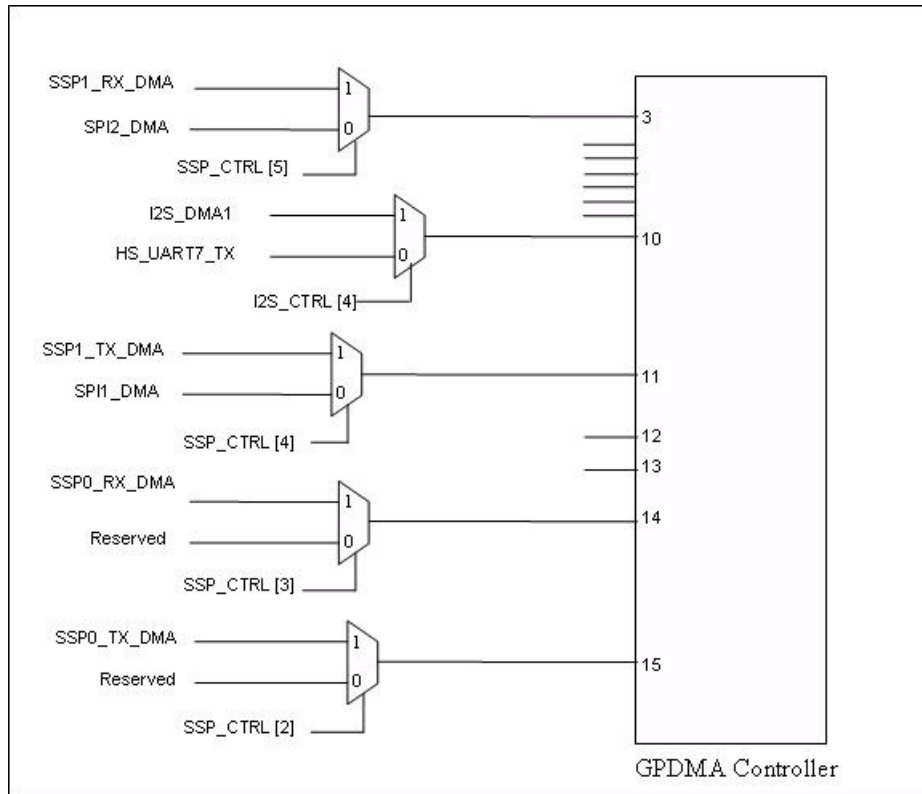 SSP1_RX_DMA
1
3
SPI2_DMA
0
SSP_CTRL [5]
I2S_DMA1
1
10
HS_UART7_TX
0
I2S_CTRL [4]
SSP1_TX_DMA
1
11
SPI1_DMA
0
SSP_CTRL [4]
12
13
SSP0_RX_DMA
1
14
Reserved
0
SSP_CTRL [3]
SSP0_TX_DMA
1
15
Reserved
0
SSP_CTRL [2]
GPDMA Controller